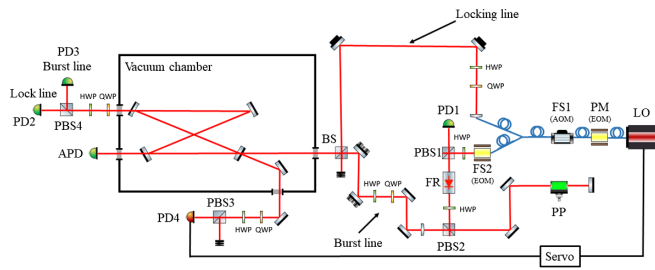 Locking line
PD3
Burst line
Vacuum chamber
Lock line
HWP
QWP
PD2
PBS4
APD
BS
HWP
QWP
PD1
FS1
(AOM)
PM
(EOM)
LO
HWP
PBS1
FS2
(EOM)
FR
HWP
QWP
HWP
PP
PBS3
PD4
HWP
QWP
Burst line
PBS2
Servo